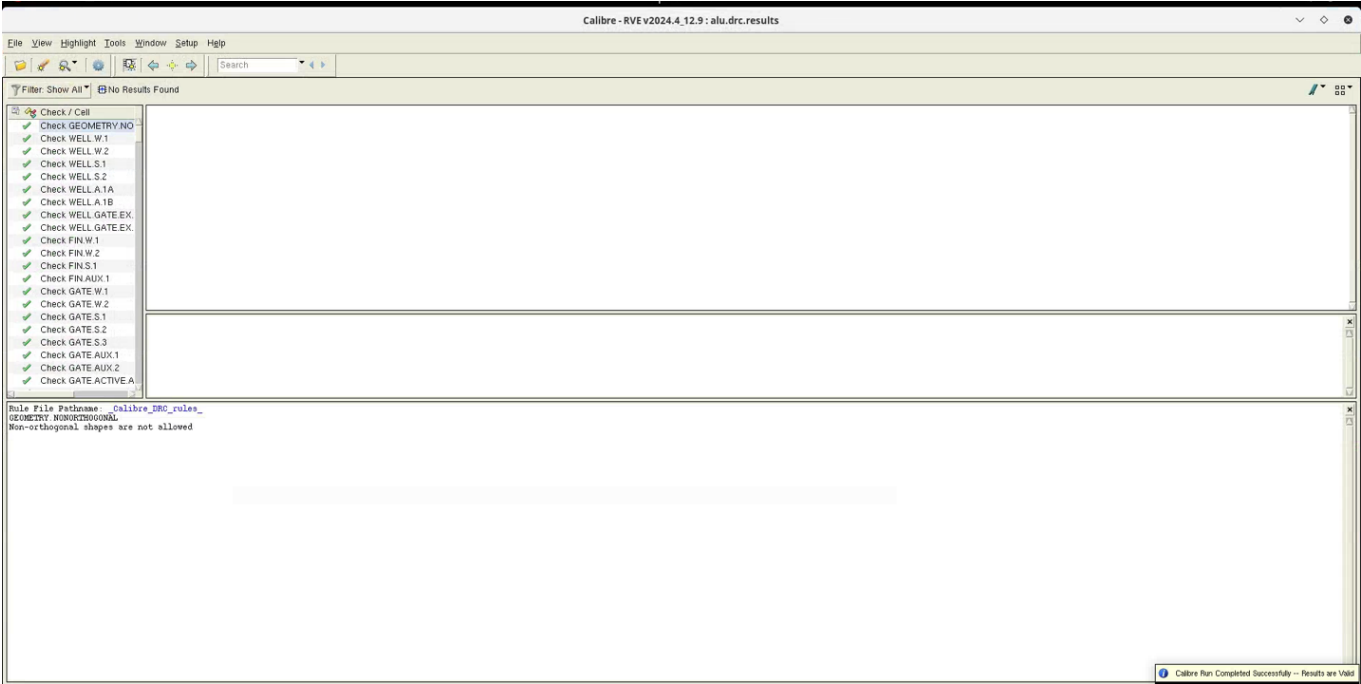 Calibre - RVE v2024.4_12.9 : alu.drc.results
File View Highlight Tools Window Setup Help
Search
Filter: Show All No Results Found
Check / Cell
Check GEOMETRY.NO
Check WELL.W.1
Check WELL.W.2
Check WELL.S.1
Check WELL.S.2
Check WELL.A.1A
Check WELL.A.1B
Check WELL.GATE.EX.
Check WELL.GATE.EX.
Check FIN.W.1
Check FIN.W.2
Check FIN.S.1
Check FIN.AUX.1
Check GATE.W.1
Check GATE.W.2
Check GATE.S.1
Check GATE.S.2
Check GATE.S.3
Check GATE.AUX.1
Check GATE.AUX.2
Check GATE.ACTIVE.A
Rule File Pathname: _Calibre_DRC_rules_
GEOMETRY.NONORTHOGONAL
Non-orthogonal shapes are not allowed
Calibre Run Completed Successfully -- Results are Valid